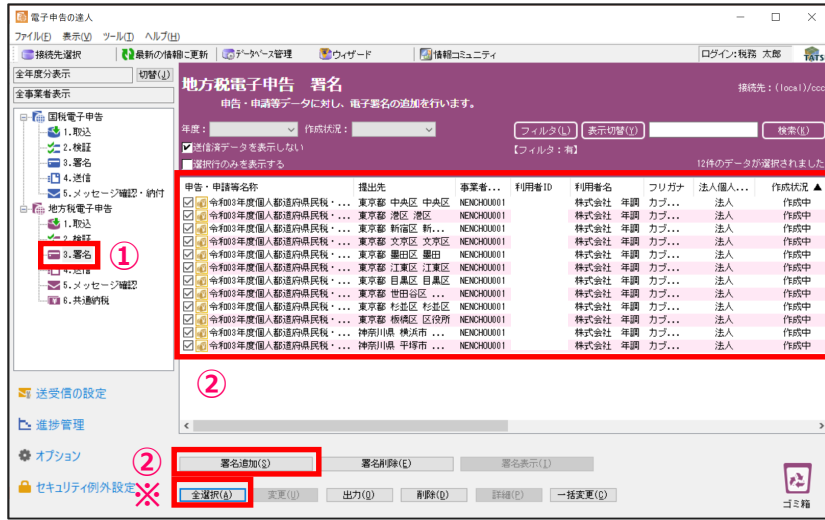 電子申告の達人
ファイル(F) 表示(V) ツール(T) ヘルプ(H)
接続先選択 最新の情報に更新 データベース管理 ウィザード 情報コミュニティ ログイン:税務 太郎 TATS
全年度分表示 切替(J)
全事業者表示
国税電子申告
1.取込
2.検証
3.署名
4.送信
5.メッセージ確認・納付
地方税電子申告
1.取込
2.検証
3.署名 ①
4.送信
5.メッセージ確認
6.共通納税
送受信の設定
進捗管理
オプション
セキュリティ例外設定
地方税電子申告 署名 接続先:(local)/ccc
申告・申請等データに対し、電子署名の追加を行います。
年度: 作成状況: フィルタ(L) 表示切替(Y) 検索(K)
送信済データを表示しない 【フィルタ:有】
選択行のみを表示する 12件のデータが選択されました
申告・申請等名称 提出先 事業者... 利用者ID 利用者名 フリガナ 法人個人... 作成状況 ▲
令和03年度個人都道府県民税・... 東京都 中央区 中央区 NENCHOU001 株式会社 年調 カブ... 法人 作成中
令和03年度個人都道府県民税・... 東京都 港区 港区 NENCHOU001 株式会社 年調 カブ... 法人 作成中
令和03年度個人都道府県民税・... 東京都 新宿区 新... NENCHOU001 株式会社 年調 カブ... 法人 作成中
令和03年度個人都道府県民税・... 東京都 文京区 文京区 NENCHOU001 株式会社 年調 カブ... 法人 作成中
令和03年度個人都道府県民税・... 東京都 墨田区 墨田 NENCHOU001 株式会社 年調 カブ... 法人 作成中
令和03年度個人都道府県民税・... 東京都 江東区 江東区 NENCHOU001 株式会社 年調 カブ... 法人 作成中
令和03年度個人都道府県民税・... 東京都 目黒区 目黒区 NENCHOU001 株式会社 年調 カブ... 法人 作成中
令和03年度個人都道府県民税・... 東京都 世田谷区 ... NENCHOU001 株式会社 年調 カブ... 法人 作成中
令和03年度個人都道府県民税・... 東京都 杉並区 杉並区 NENCHOU001 株式会社 年調 カブ... 法人 作成中
令和03年度個人都道府県民税・... 東京都 板橋区 区役所 NENCHOU001 株式会社 年調 カブ... 法人 作成中
令和03年度個人都道府県民税・... 神奈川県 横浜市 ... NENCHOU001 株式会社 年調 カブ... 法人 作成中
令和03年度個人都道府県民税・... 神奈川県 平塚市 ... NENCHOU001 株式会社 年調 カブ... 法人 作成中
②
② 署名追加(S) 署名削除(E) 署名表示(I)
※ 全選択(A) 変更(U) 出力(O) 削除(D) 詳細(P) 一括変更(C)
ゴミ箱